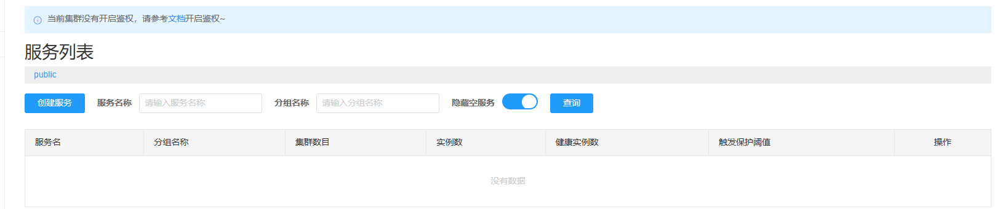 当前集群没有开启鉴权，请参考文档开启鉴权~
服务列表
public
创建服务 服务名称 请输入服务名称 分组名称 请输入分组名称 隐藏空服务 查询
服务名 分组名称 集群数目 实例数 健康实例数 触发保护阈值 操作
没有数据